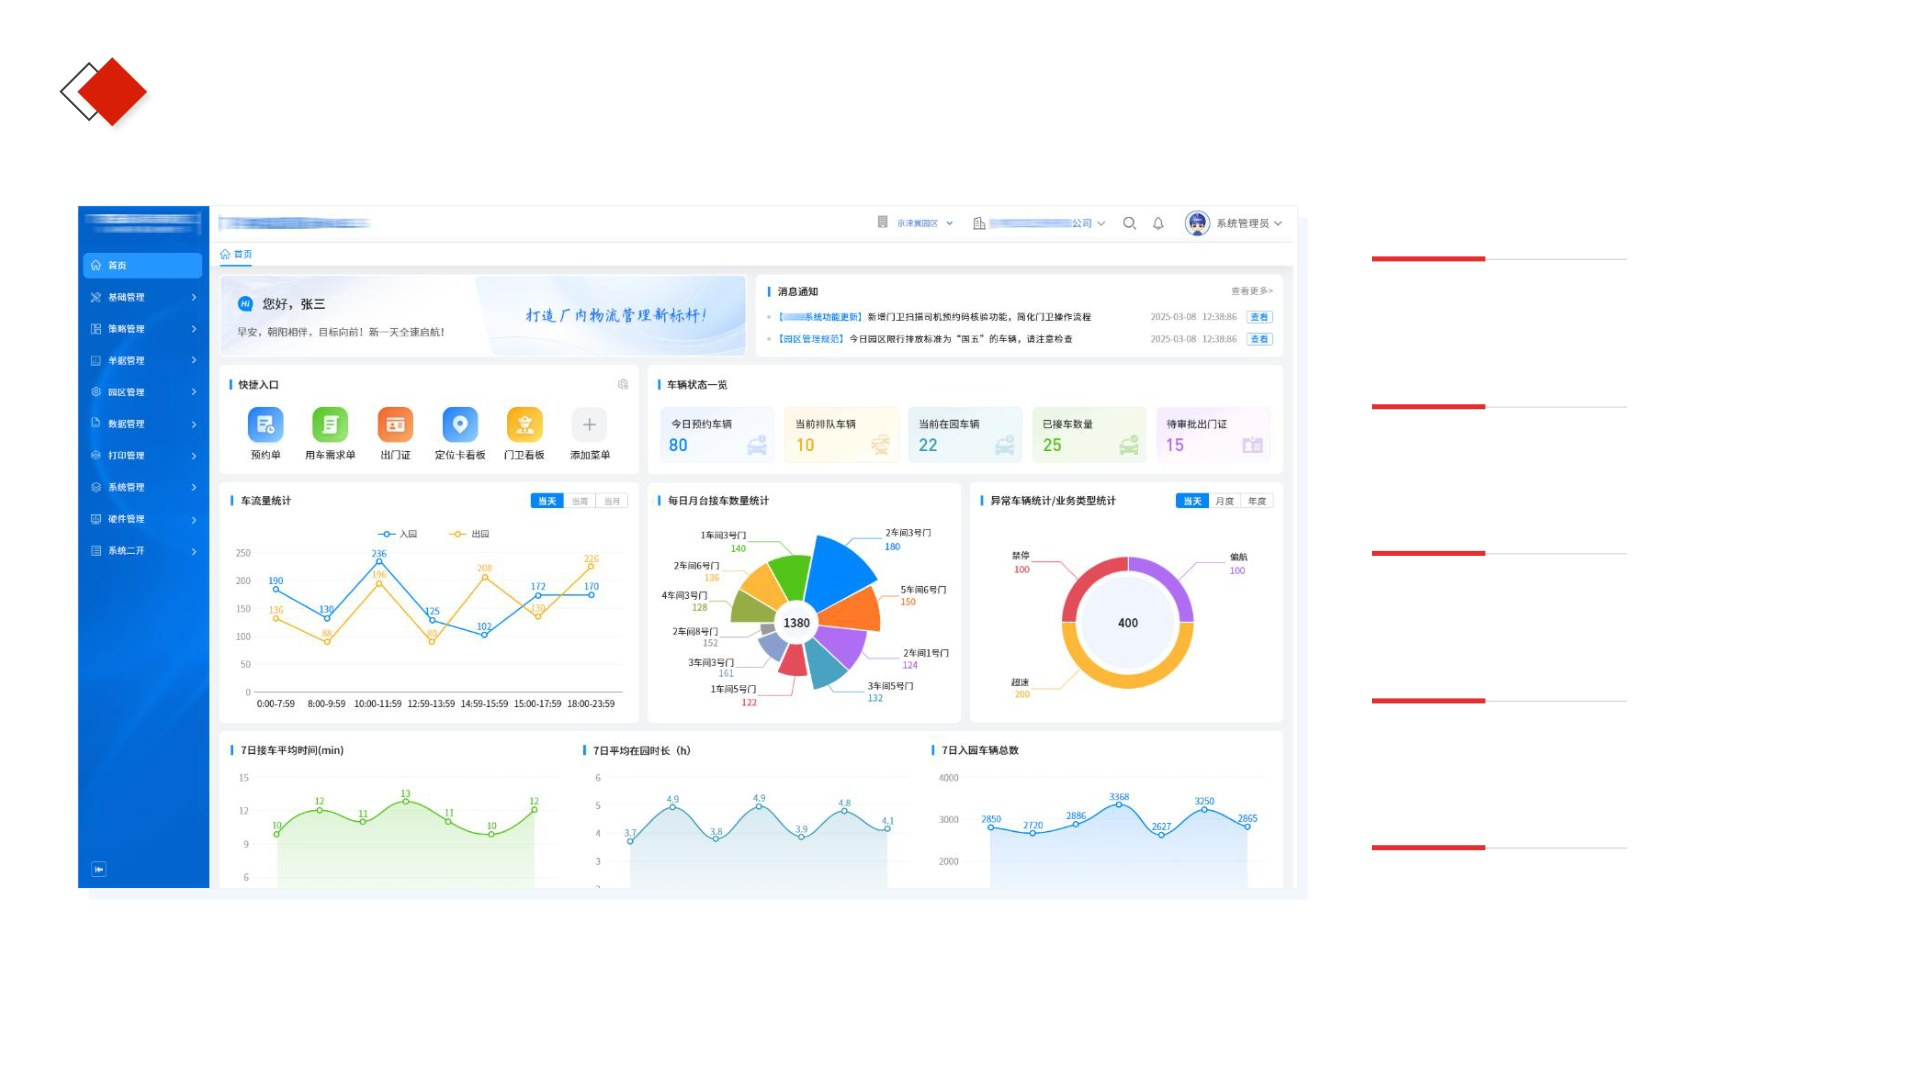 京津冀园区
公司
系统管理员
首页
首页
基础管理
策略管理
单据管理
园区管理
数据管理
打印管理
系统管理
硬件管理
系统二开
Hi 您好，张三
早安，朝阳相伴，目标向前！新一天全速启航！
打造厂内物流管理新标杆！
消息通知
查看更多>
系统功能更新】新增门卫扫描司机预约码核验功能，简化门卫操作流程 2025-03-08 12:38:86 查看
【园区管理规范】今日园区限行排放标准为“国五”的车辆，请注意检查 2025-03-08 12:38:86 查看
快捷入口
预约单 用车需求单 出门证 定位卡看板 门卫看板 添加菜单
车辆状态一览
今日预约车辆 当前排队车辆 当前在园车辆 已接车数量 待审批出门证
80 10 22 25 15
车流量统计
当天 当周 当月
入园 出园
250
200
150
100
50
0
190 130 236 125 102 172 170
136 196 208 130 226
0:00-7:59 8:00-9:59 10:00-11:59 12:59-13:59 14:59-15:59 15:00-17:59 18:00-23:59
每日月台接车数量统计
1车间3号门
140
2车间6号门
136
4车间3号门
128
2车间8号门
152
3车间3号门
161
1车间5号门
122
2车间3号门
180
5车间6号门
150
2车间1号门
124
3车间5号门
132
1380
异常车辆统计/业务类型统计
当天 月度 年度
禁停
100
偏航
100
超速
200
400
7日接车平均时间(min)
15
12
9
6
10 12 11 13 11 10 12
7日平均在园时长（h）
6
5
4
3
3.7 4.9 3.8 4.9 3.9 4.8 4.1
7日入园车辆总数
4000
3000
2000
2850 2720 2886 3368 2627 3250 2865